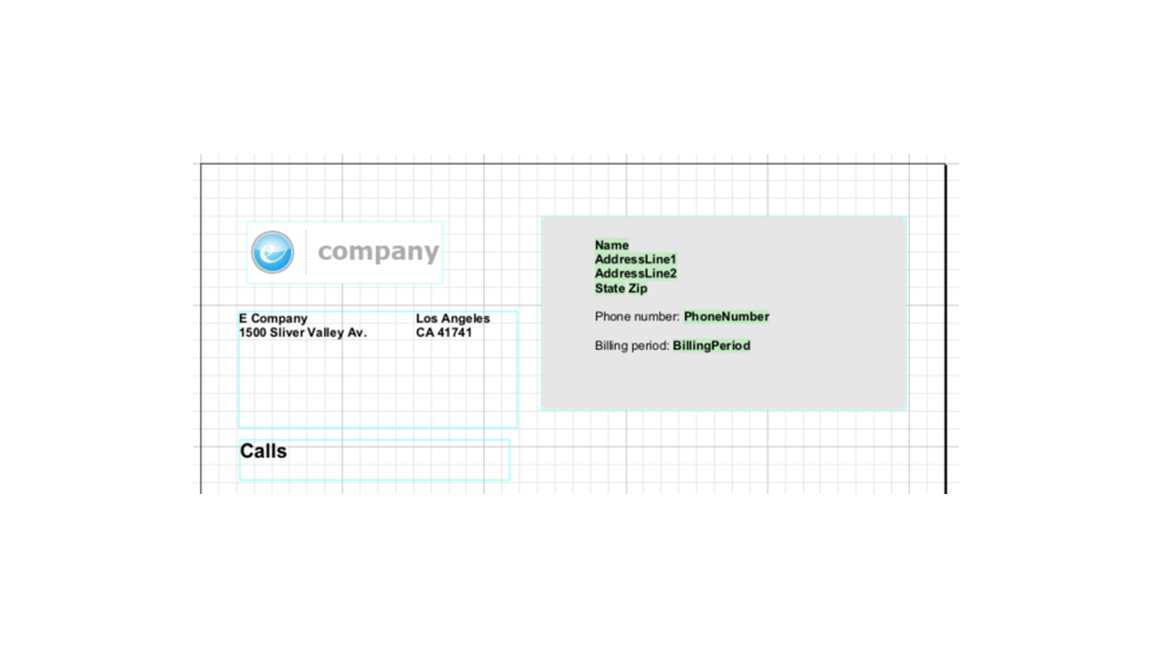 company
E Company Los Angeles
1500 Sliver Valley Av. CA 41741
Name
AddressLine1
AddressLine2
State Zip
Phone number: PhoneNumber
Billing period: BillingPeriod
Calls